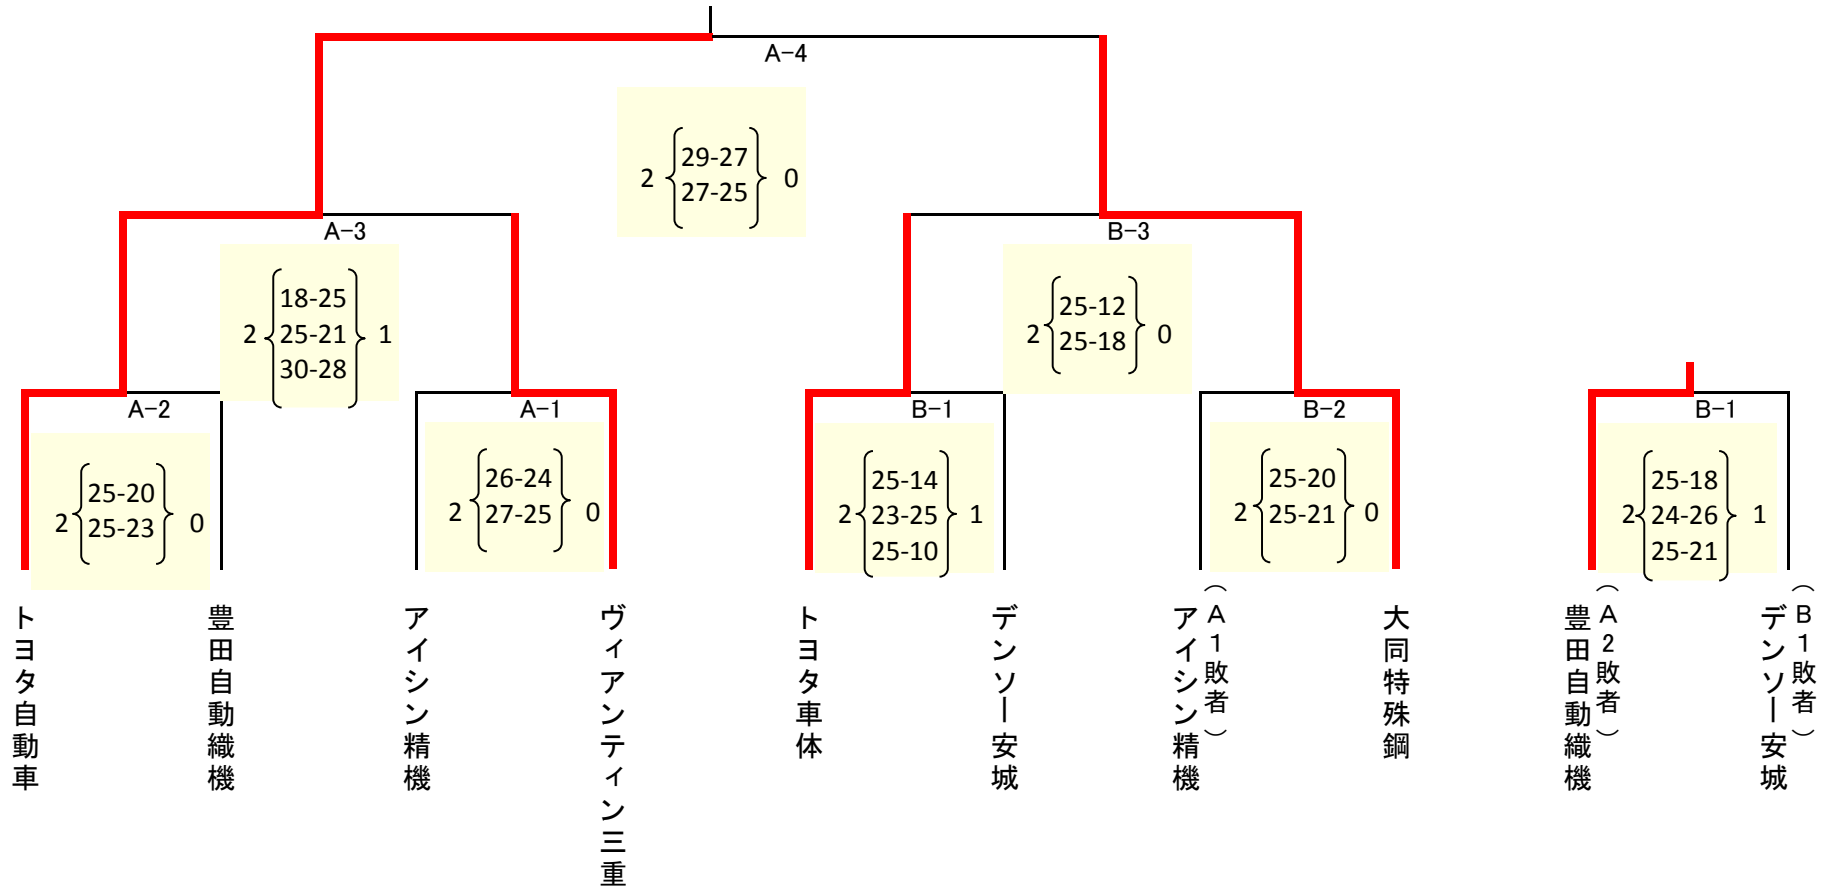 A-4
29-27
2 0
27-25
A-3
18-25
2 25-21 1
30-28
B-3
25-12
2 0
25-18
A-2
25-20
2 0
25-23
A-1
26-24
2 27-25 0
B-1
25-14
2 23-25 1
25-10
B-2
25-20
2 25-21 0
B-1
25-18
2 24-26 1
25-21
トヨタ自動車
豊田自動織機
アイシン精機
ヴィアンティン三重
トヨタ車体
デンソー安城
アイシン精機
（A1敗者）
大同特殊鋼
豊田自動織機
（A2敗者）
デンソー安城
（B1敗者）